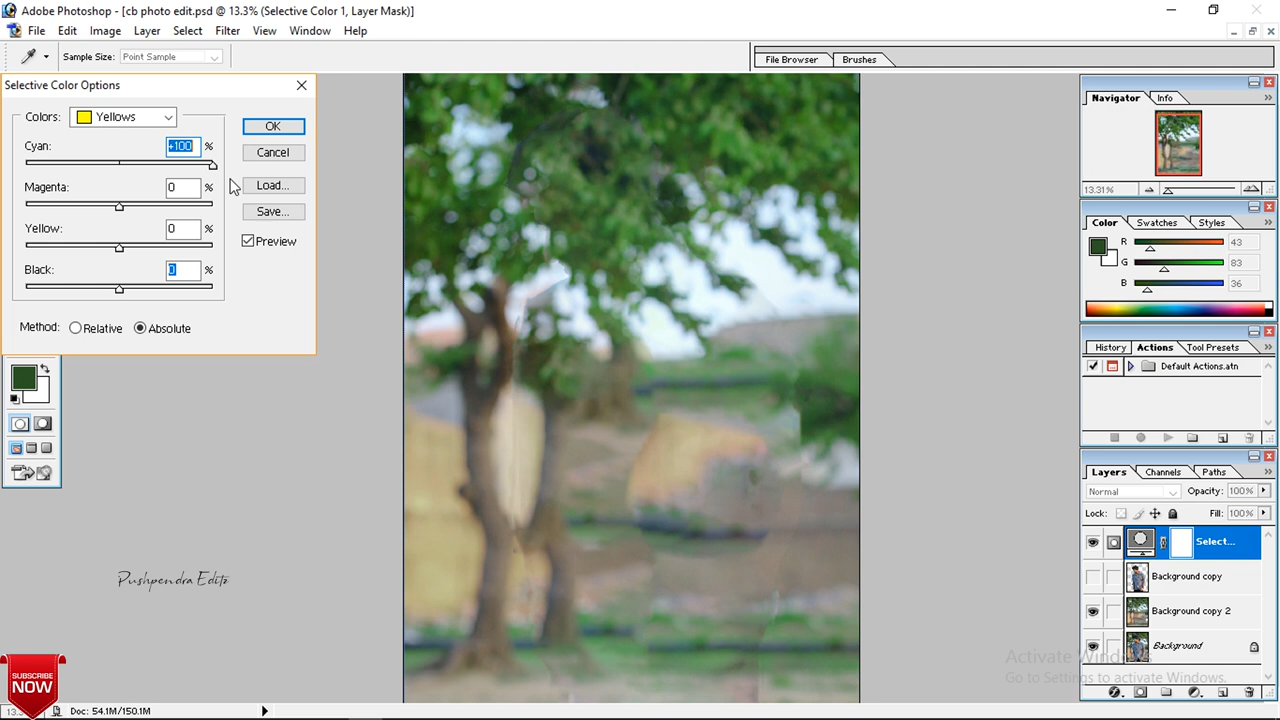 Adobe Photoshop - [cb photo edit.psd @ 13.3% (Selective Color 1, Layer Mask)]
File Edit Image Layer Select Filter View Window Help
Sample Size: Point Sample
File Browser Brushes
Selective Color Options
Colors: Yellows
Cyan: +100 %
Magenta: 0 %
Yellow: 0 %
Black: 0 %
Method: Relative Absolute
OK
Cancel
Load...
Save...
Preview
Navigator Info
13.31%
Color Swatches Styles
R 43
G 83
B 36
History Actions Tool Presets
Default Actions.atn
Layers Channels Paths
Normal Opacity: 100%
Lock: Fill: 100%
Select...
Background copy
Background copy 2
Background
Activate Windows
Go to Settings to activate Windows.
Pushpendra Editz
SUBSCRIBE
NOW
Doc: 54.1M/150.1M